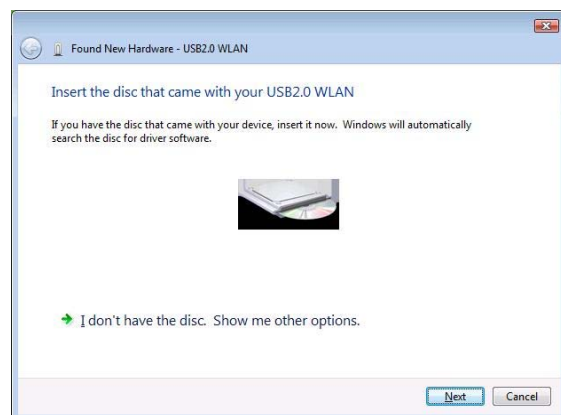 Found New Hardware - USB2.0 WLAN
Insert the disc that came with your USB2.0 WLAN
If you have the disc that came with your device, insert it now. Windows will automatically
search the disc for driver software.
I don't have the disc. Show me other options.
Next Cancel